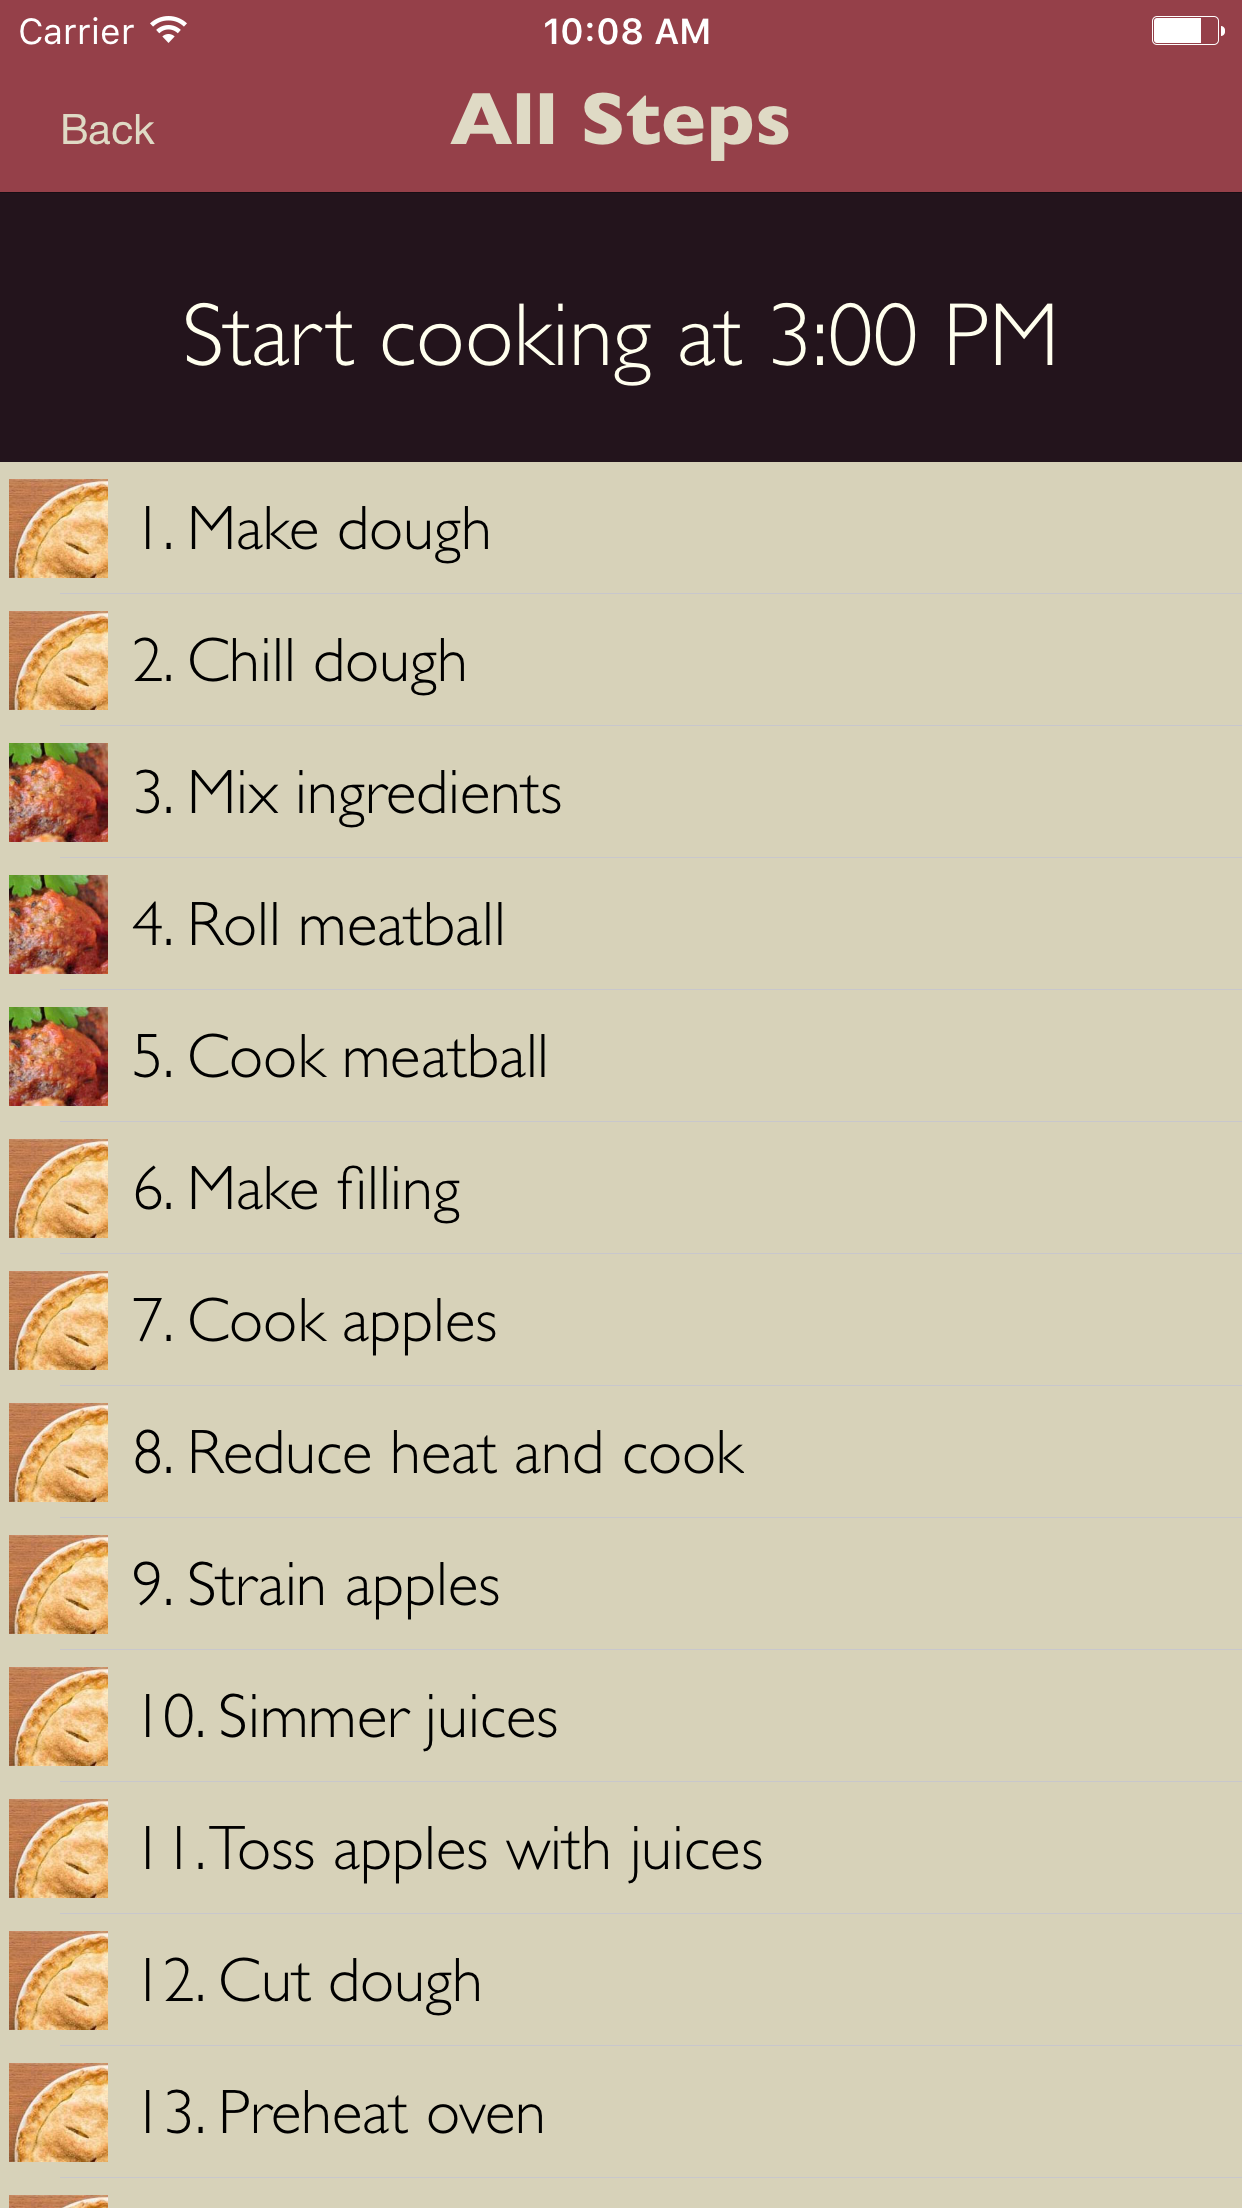 Carrier 10:08 AM
Back All Steps
Start cooking at 3:00 PM
1. Make dough
2. Chill dough
3. Mix ingredients
4. Roll meatball
5. Cook meatball
6. Make filling
7. Cook apples
8. Reduce heat and cook
9. Strain apples
10. Simmer juices
11. Toss apples with juices
12. Cut dough
13. Preheat oven